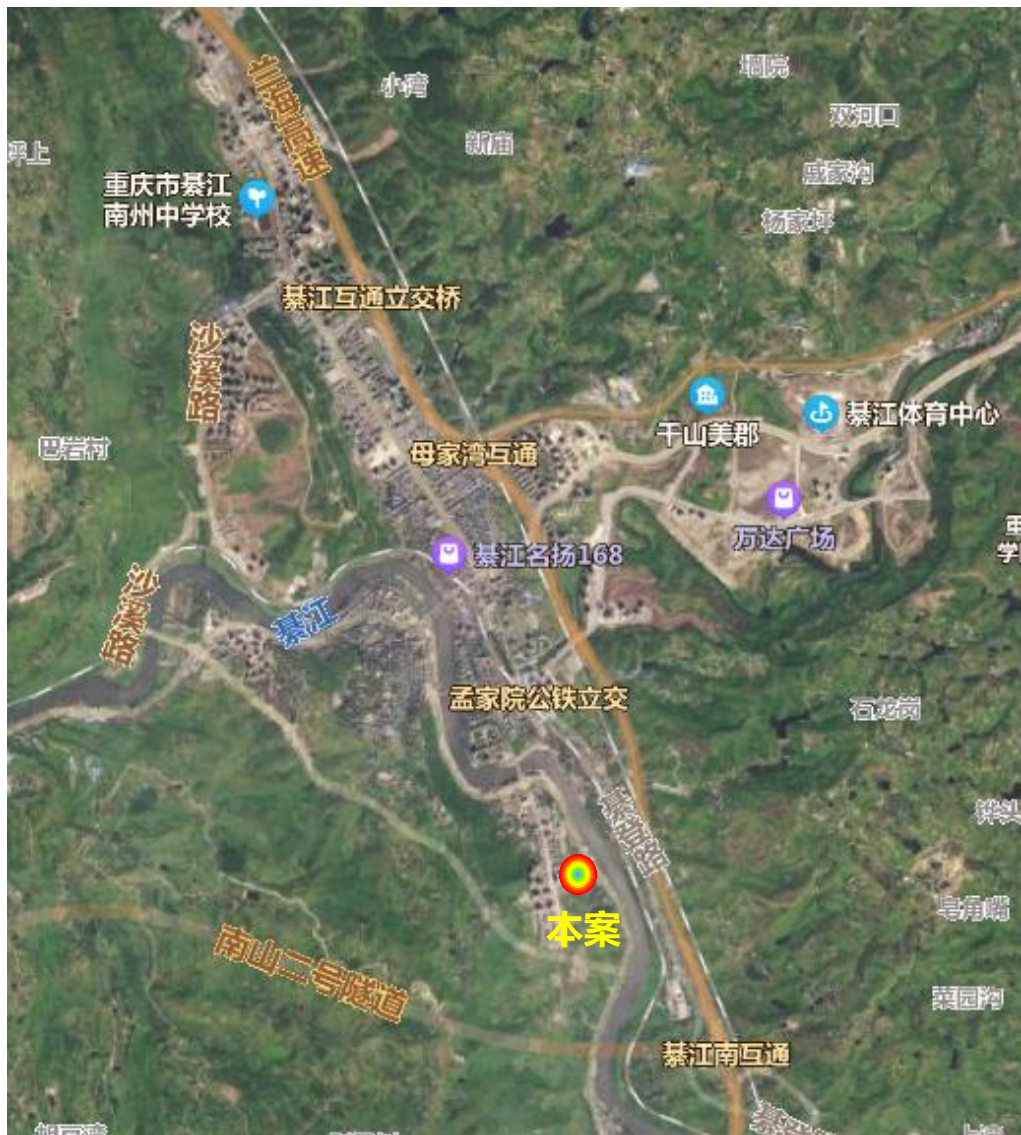 兰海高速
小湾
墹院
双河口
新庙
坪上
戚家沟
重庆市綦江
南州中学校
杨家坪
綦江互通立交桥
沙溪路
綦江体育中心
千山美郡
巴岩村
母家湾互通
万达广场
綦江名扬168
沙溪路
綦江
孟家院公铁立交
石龙岗
本案
皂角嘴
南山二号隧道
菜园沟
綦江南互通